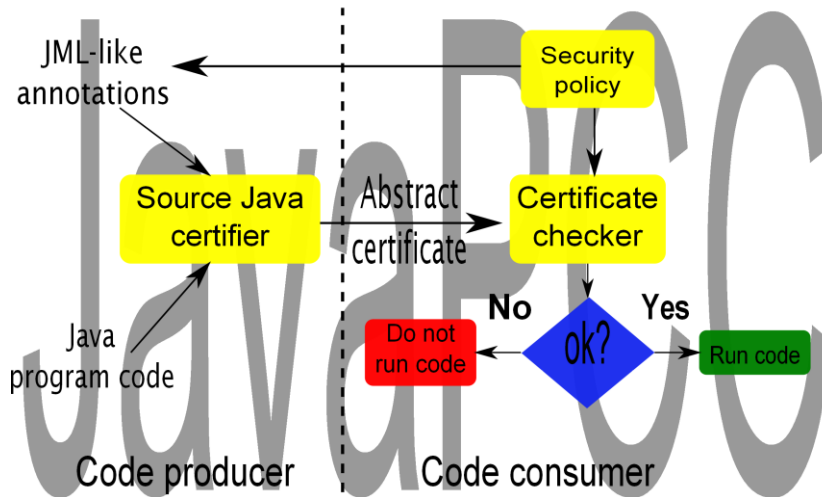 JavaPCC
JML-like
annotations
Security
policy
Source Java
certifier
Abstract
certificate
Certificate
checker
Java
program code
No
Yes
Do not
run code
ok?
Run code
Code producer
Code consumer